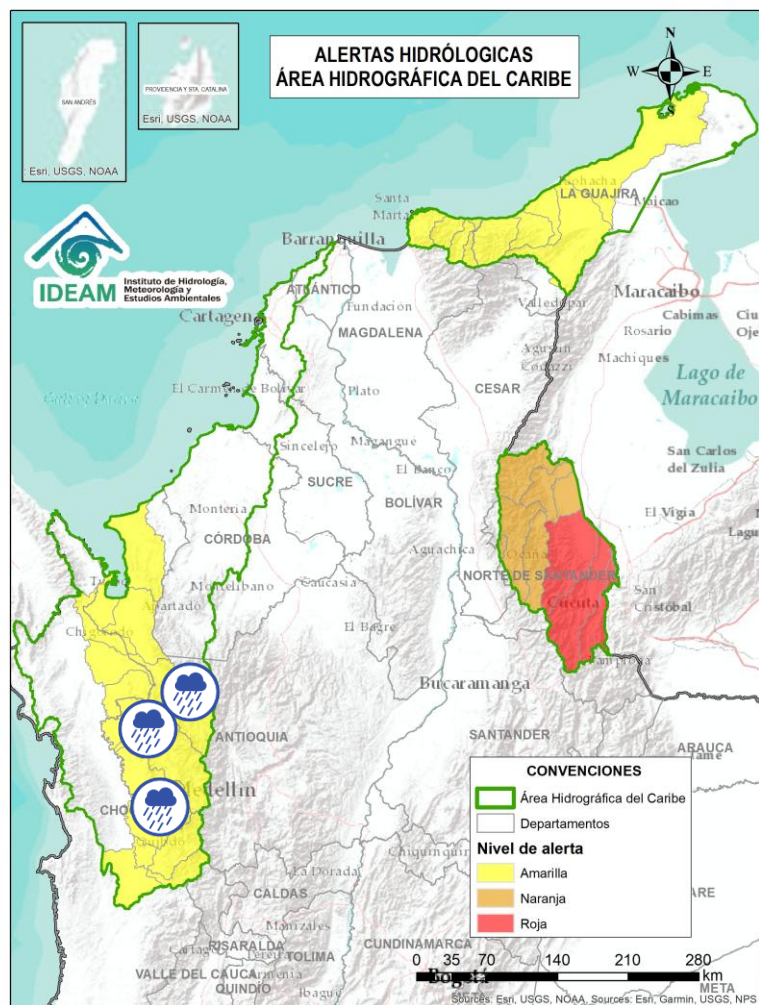 ALERTAS HIDRÓLOGICAS
ÁREA HIDROGRÁFICA DEL CARIBE
SAN ANDRÉS
Esri, USGS, NOAA
PROVIDENCIA Y STA. CATALINA
Esri, USGS, NOAA
N
W
E
S
IDEAM
Instituto de Hidrología,
Meteorología y
Estudios Ambientales
LA GUAJIRA
Maicao
Santa
Marta
Barranquilla
ATLÁNTICO
Fundación
Cartagena
MAGDALENA
Valledupar
Maracaibo
Cabimas
Rosario
Machiques
Agustín
Codazzi
CESAR
Lago de
Maracaibo
El Carmen de Bolívar
Plato
Sincelejo
Magangue
SUCRE
El Banco
BOLÍVAR
San Carlos
del Zulia
Montería
CÓRDOBA
El Vigía
Aguachica
Ocaña
NORTE DE SANTANDER
Cúcuta
San
Cristóbal
Montelibano
Caucasia
Apartadó
El Bagre
Pamplona
Bucaramanga
ANTIOQUIA
SANTANDER
ARAUCA
Medellín
CALDAS
La Dorada
Manizales
RISARALDA
TOLIMA
CUNDINAMARCA
VALLE DEL CAUCA
Armenia
QUINDÍO
Ibagué
Bogotá
META
CONVENCIONES
Área Hidrográfica del Caribe
Departamentos
Nivel de alerta
Amarilla
Naranja
Roja
0 35 70 140 210 280
km
Sources: Esri, USGS, NOAA, Sources: Esri, Garmin, USGS, NPS